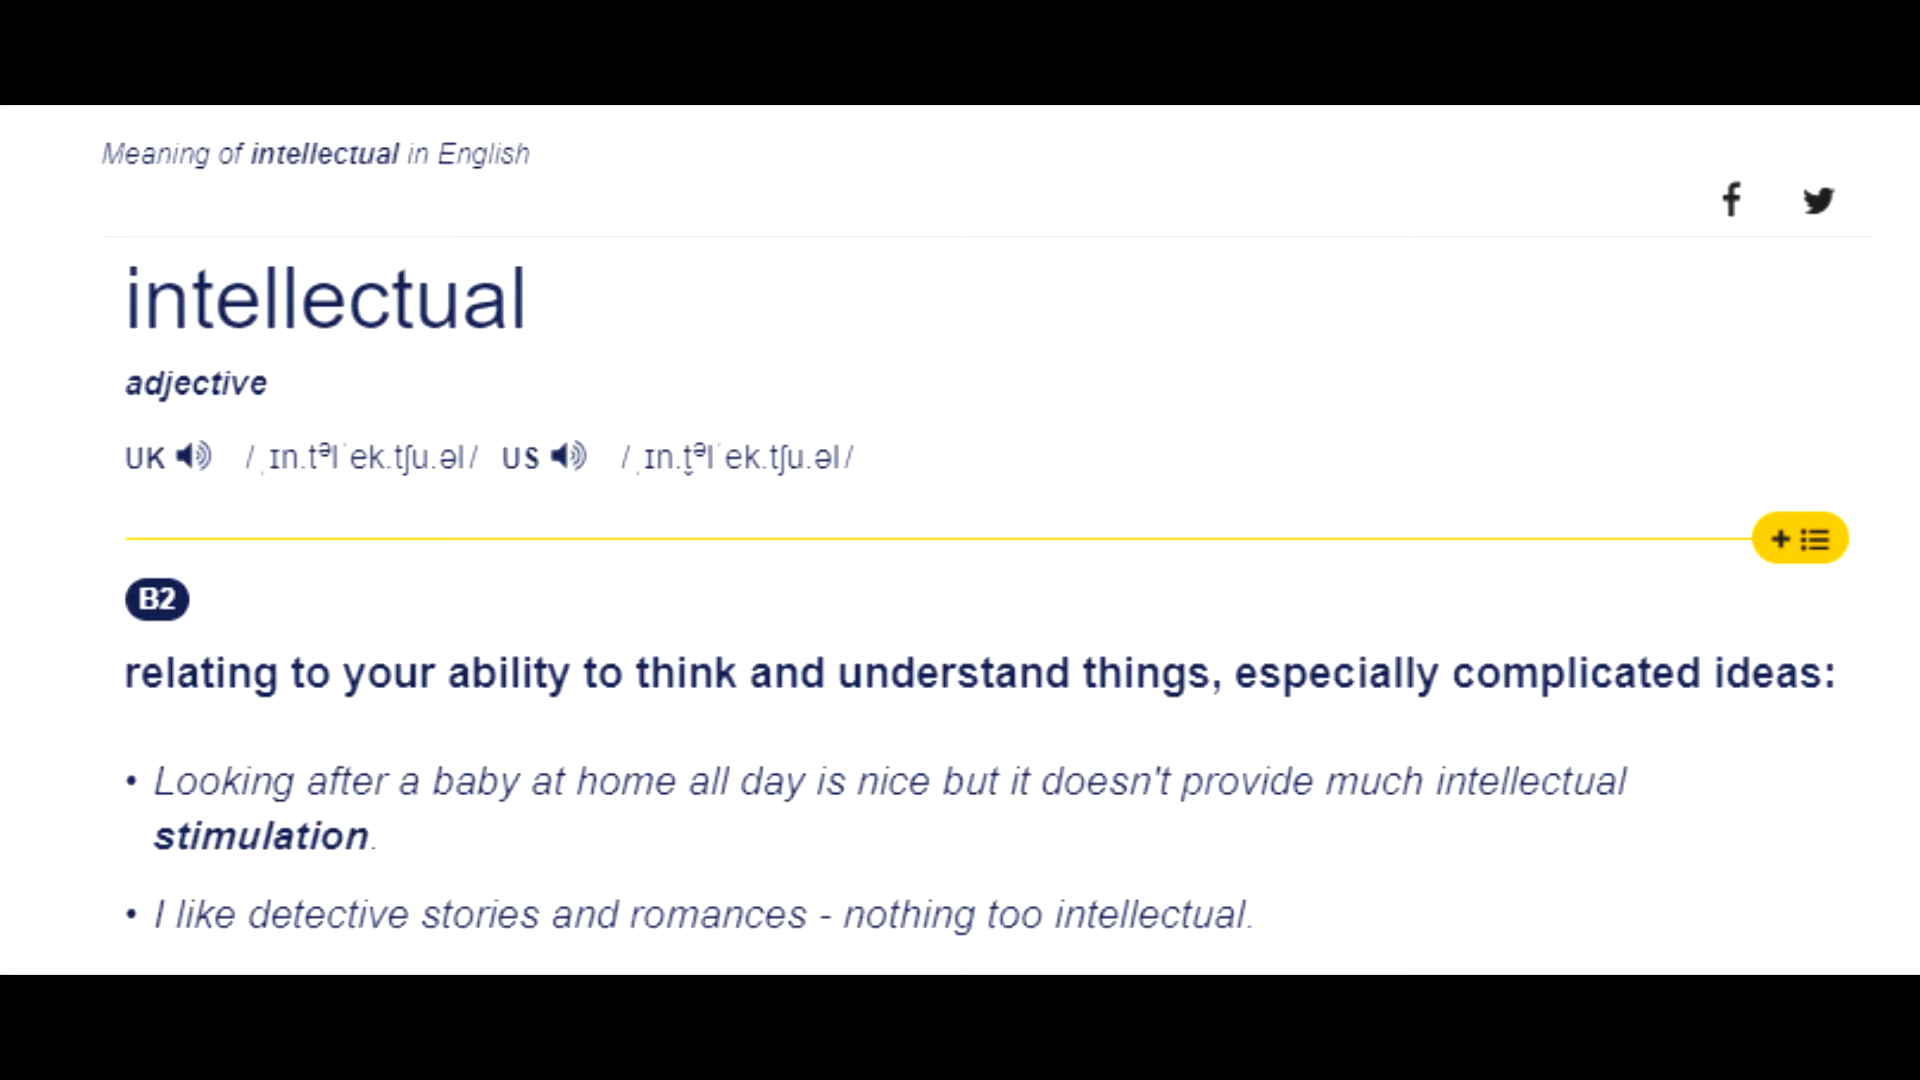 Meaning of intellectual in English
intellectual
adjective
UK /ˌɪn.tᵊlˈek.tʃu.əl/ US /ˌɪn.t̬ᵊlˈek.tʃu.əl/
B2
relating to your ability to think and understand things, especially complicated ideas:
• Looking after a baby at home all day is nice but it doesn't provide much intellectual
stimulation.
• I like detective stories and romances - nothing too intellectual.